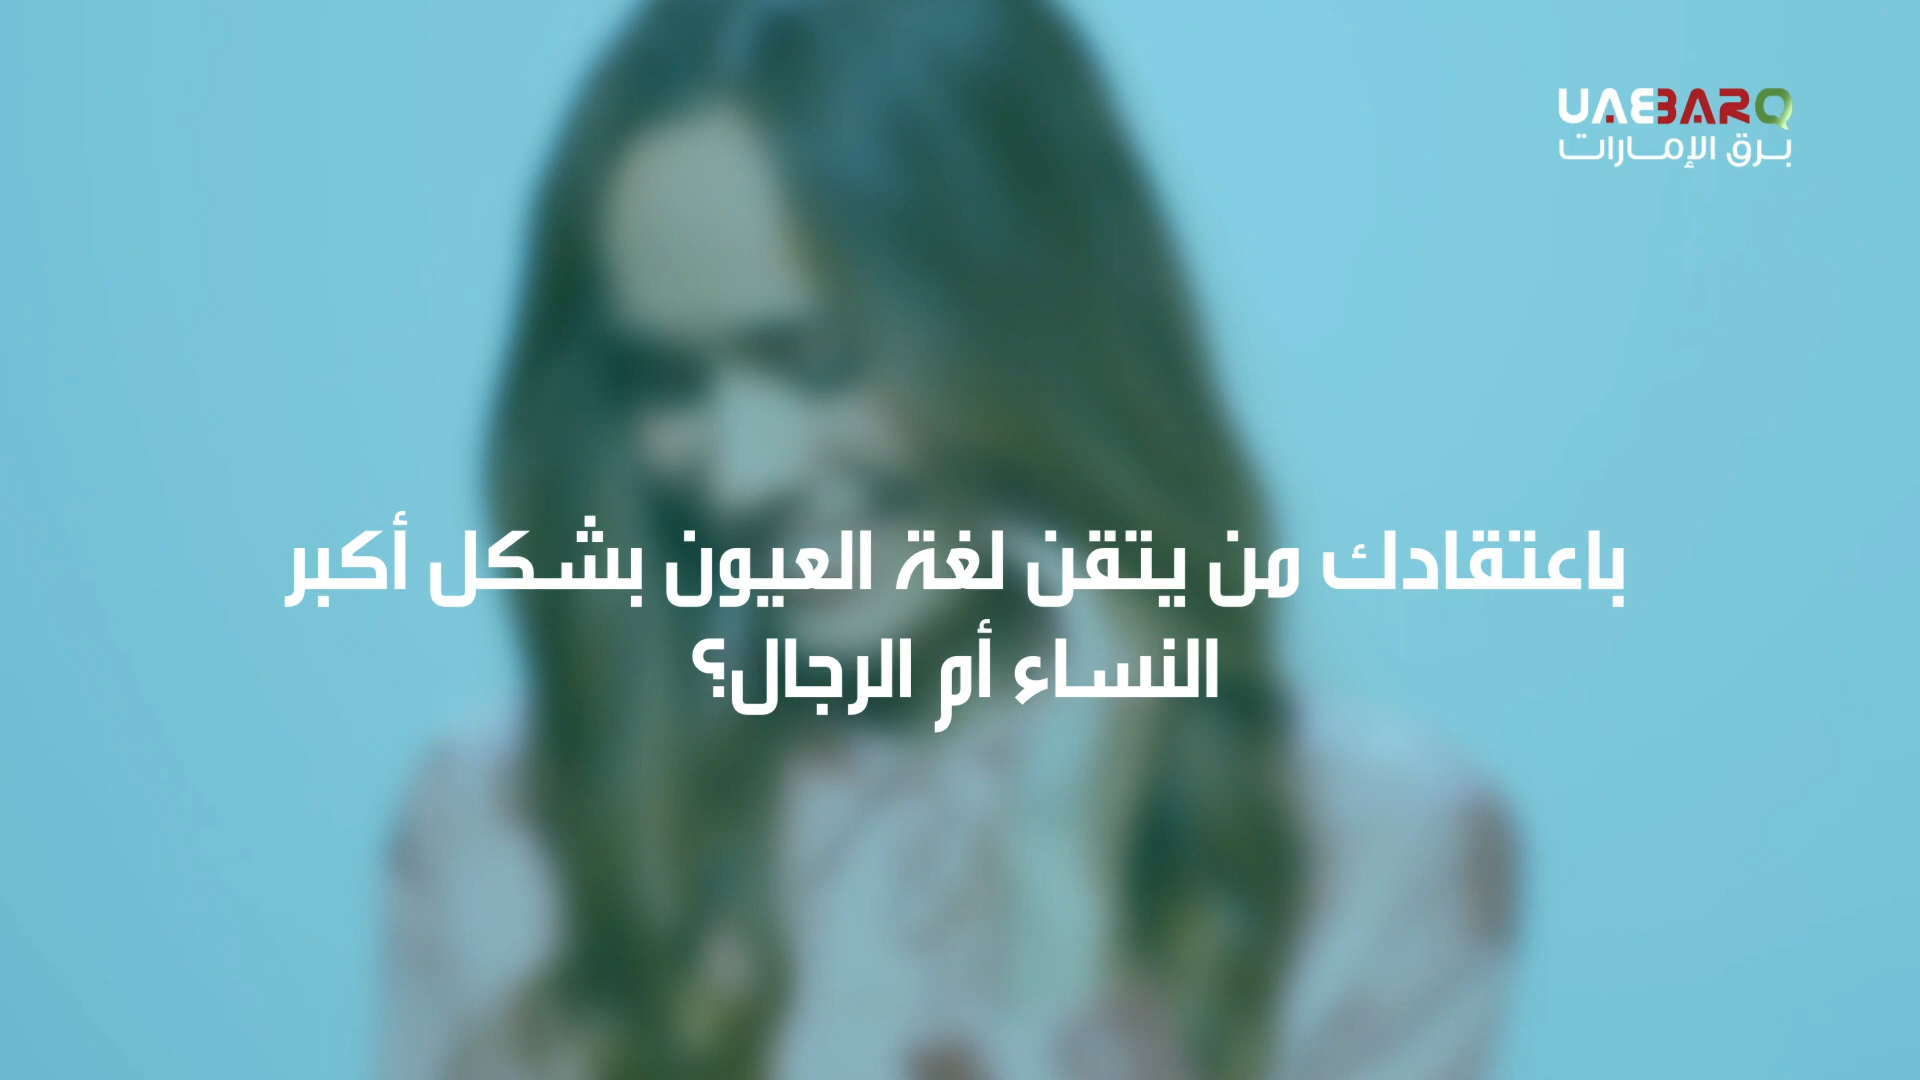 UAEBARQ
برق الإمارات
باعتقادك من يتقن لغة العيون بشكل أكبر
النساء أم الرجال؟